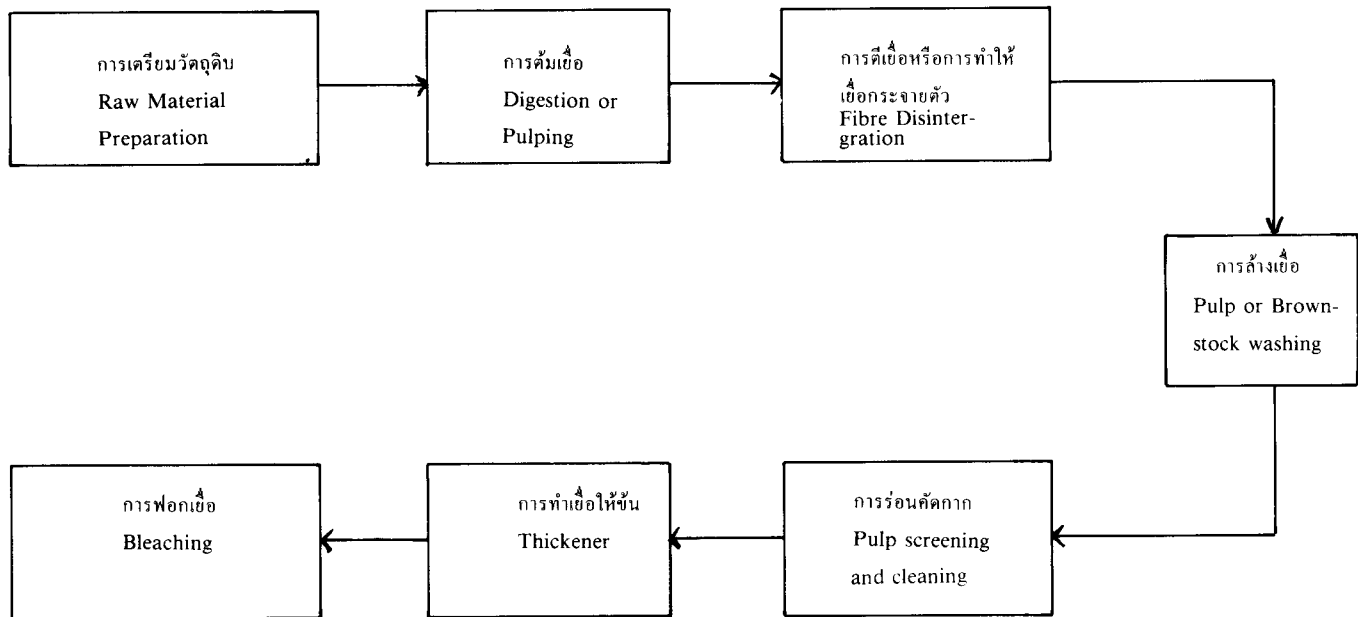 การเตรียมวัตถุดิบ
Raw Material
Preparation
การต้มเยื่อ
Digestion or
Pulping
การตีเยื่อหรือการทำให้
เยื่อกระจายตัว
Fibre Disinter-
gration
การล้างเยื่อ
Pulp or Brown-
stock washing
การร่อนคัดกาก
Pulp screening
and cleaning
การทำเยื่อให้ข้น
Thickener
การฟอกเยื่อ
Bleaching